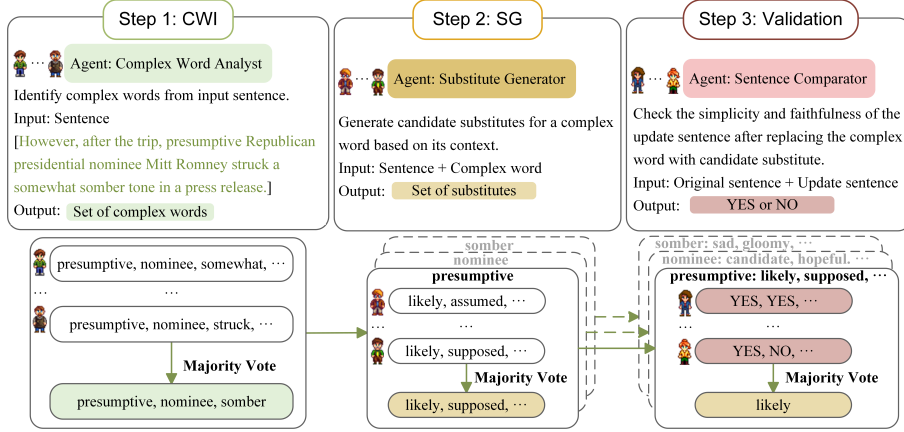 Step 1: CWI
Agent: Complex Word Analyst
Identify complex words from input sentence.
Input: Sentence
[However, after the trip, presumptive Republican
presidential nominee Mitt Romney struck a
somewhat somber tone in a press release.]
Output: Set of complex words
presumptive, nominee, somewhat, ...
...
...
presumptive, nominee, struck, ...
Majority Vote
presumptive, nominee, somber
Step 2: SG
Agent: Substitute Generator
Generate candidate substitutes for a complex
word based on its context.
Input: Sentence + Complex word
Output: Set of substitutes
somber
nominee
presumptive
likely, assumed, ...
...
...
likely, supposed, ...
Majority Vote
likely, supposed, ...
Step 3: Validation
Agent: Sentence Comparator
Check the simplicity and faithfulness of the
update sentence after replacing the complex
word with candidate substitute.
Input: Original sentence + Update sentence
Output: YES or NO
somber: sad, gloomy, ...
nominee: candidate, hopeful. ...
presumptive: likely, supposed, ...
YES, YES, ...
...
...
YES, NO, ...
Majority Vote
likely